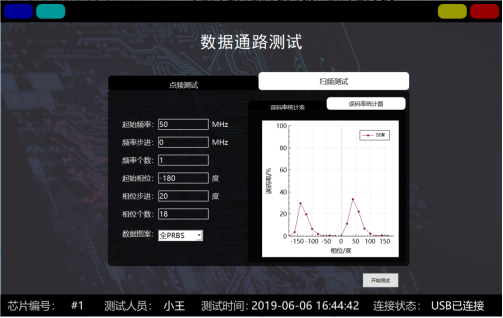 数据通路测试
点频测试
扫频测试
误码率统计表
误码率统计图
起始频率: 50 MHz
频率步进: 0 MHz
频率个数: 1
起始相位: -180 度
相位步进: 20 度
相位个数: 18
数据图案: 全PRBS
50M
误码率/%
100
80
60
40
20
0
-150 -100 -50 0 50 100 150
相位/度
开始测试
芯片编号: #1 测试人员: 小王 测试时间: 2019-06-06 16:44:42 连接状态: USB已连接